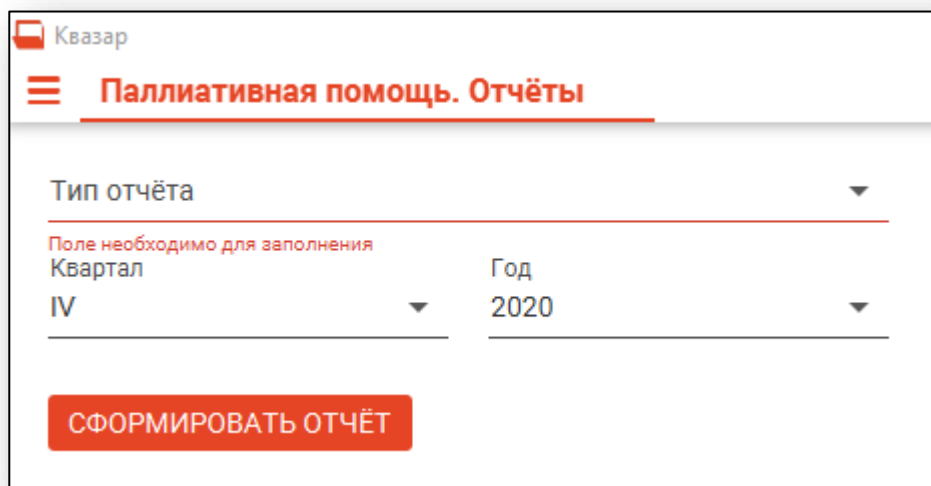 Квазар
Паллиативная помощь. Отчёты
Тип отчёта
Поле необходимо для заполнения
Квартал Год
IV 2020
СФОРМИРОВАТЬ ОТЧЁТ